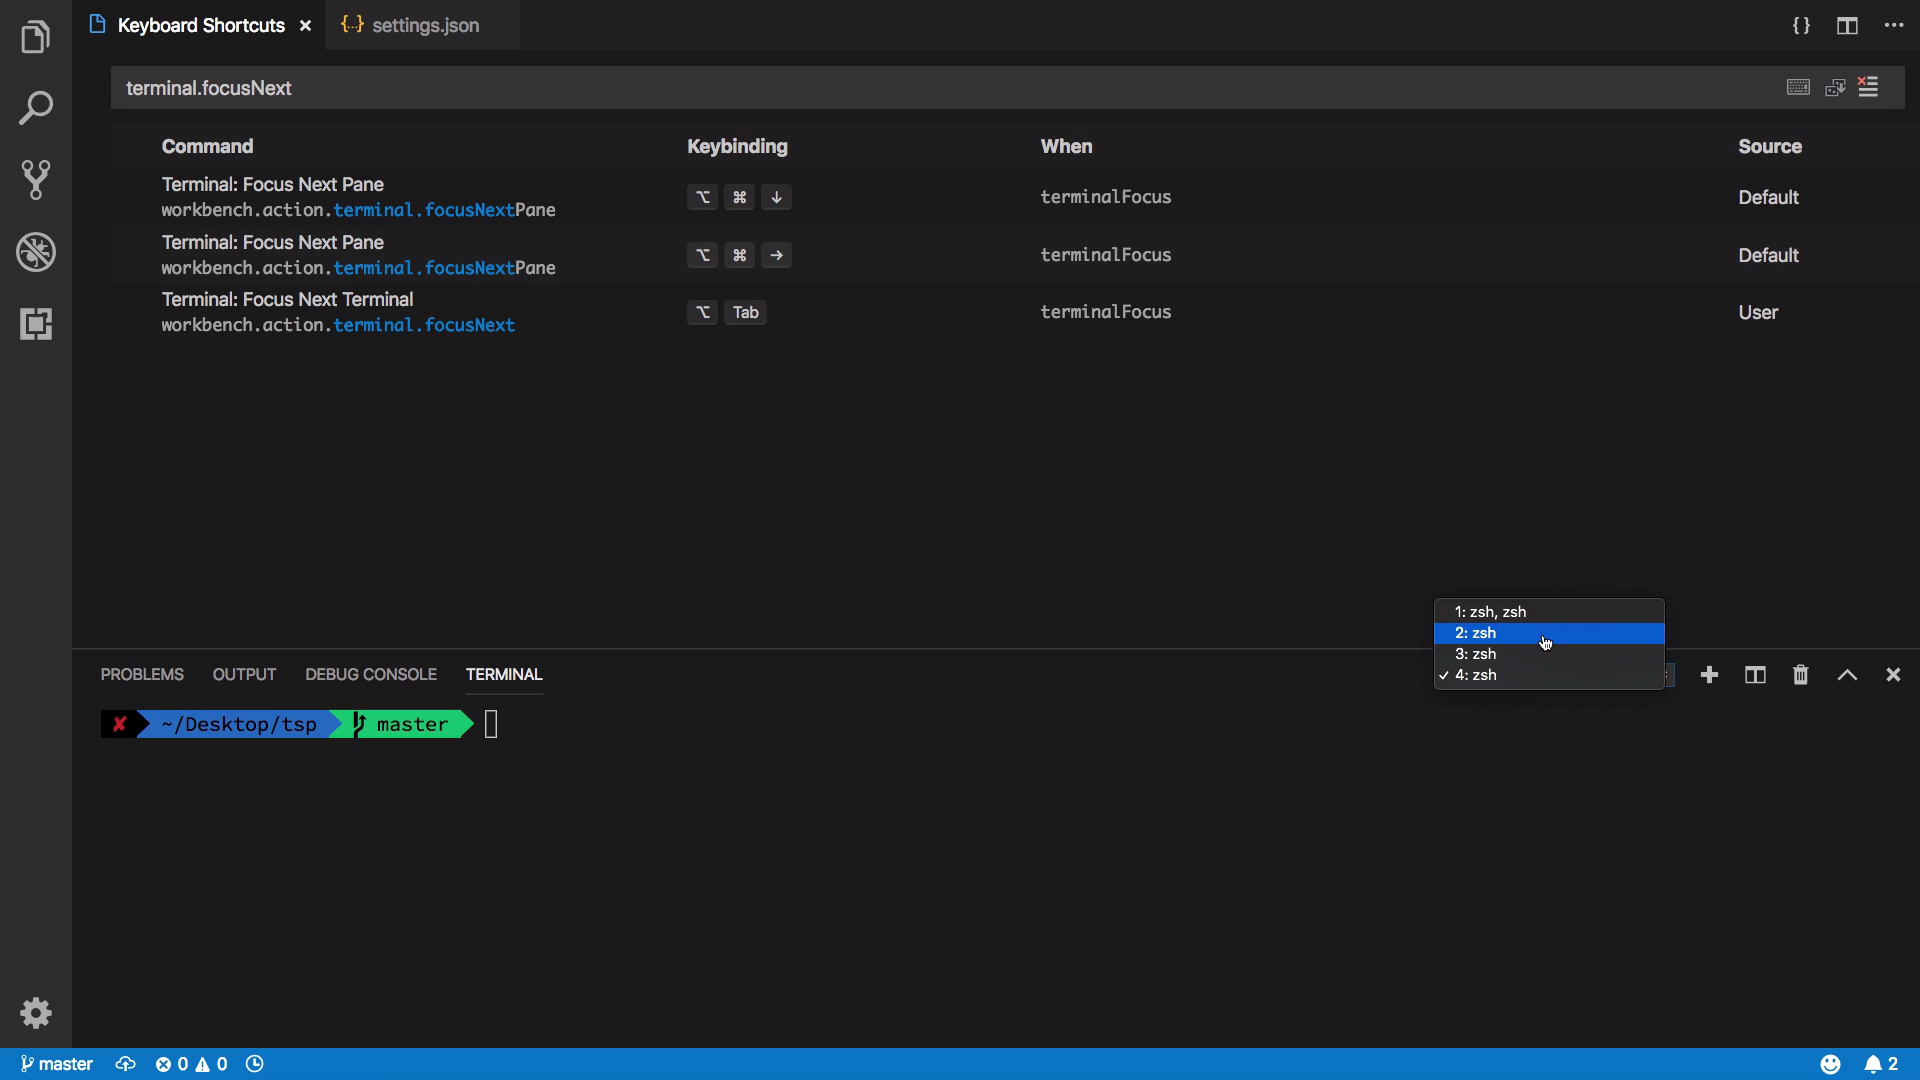 Keyboard Shortcuts
{..} settings.json
{}
terminal.focusNext
Command Keybinding When Source
Terminal: Focus Next Pane
workbench.action.terminal.focusNextPane ⌥ ⌘ ↓ terminalFocus Default
Terminal: Focus Next Pane
workbench.action.terminal.focusNextPane ⌥ ⌘ → terminalFocus Default
Terminal: Focus Next Terminal
workbench.action.terminal.focusNext ⌥ Tab terminalFocus User
1: zsh, zsh
2: zsh
3: zsh
✓ 4: zsh
PROBLEMS OUTPUT DEBUG CONSOLE TERMINAL
✘ ~/Desktop/tsp master
master 0 0 2